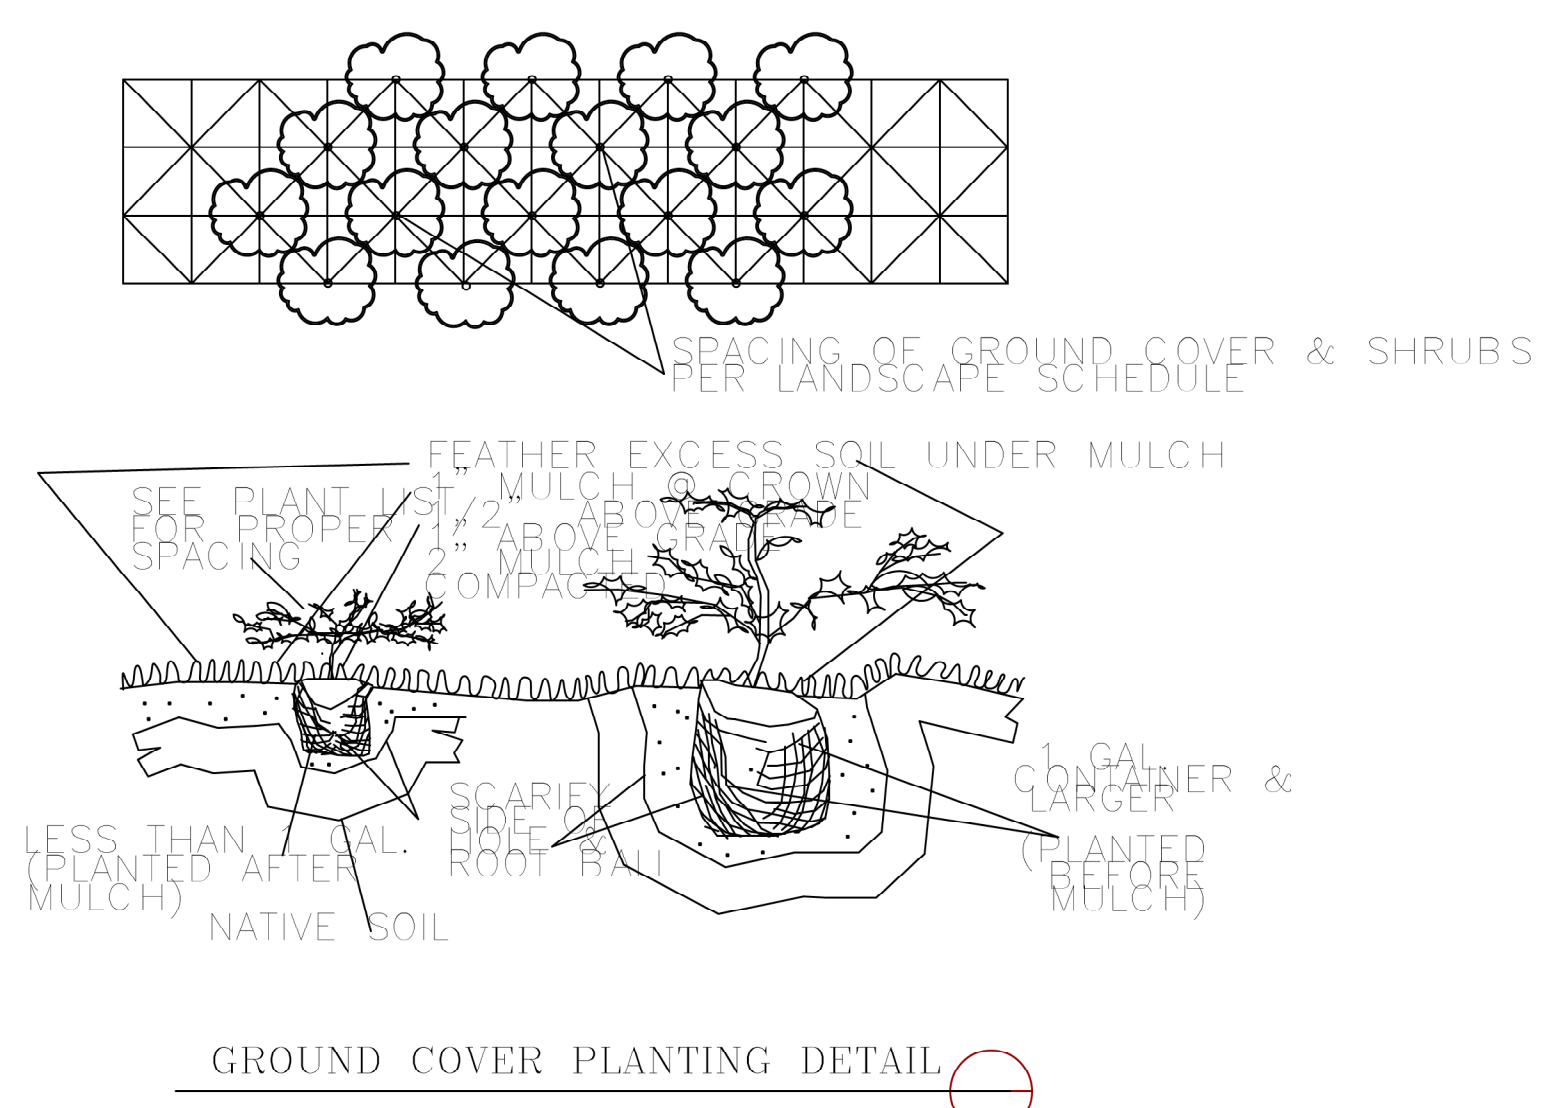 SPACING OF GROUND COVER & SHRUBS
PER LANDSCAPE SCHEDULE
FEATHER EXCESS SOIL UNDER MULCH
1" MULCH @ CROWN
1/2" ABOVE GRADE
1" ABOVE GRADE
2" MULCH
COMPACTED
SEE PLANT LIST
FOR PROPER
SPACING
1 GAL.
CONTAINER &
LARGER
(PLANTED
BEFORE
MULCH)
SCARIFY
SIDE OF
HOLE &
ROOT BALL
LESS THAN 1 GAL.
(PLANTED AFTER
MULCH)
NATIVE SOIL
GROUND COVER PLANTING DETAIL